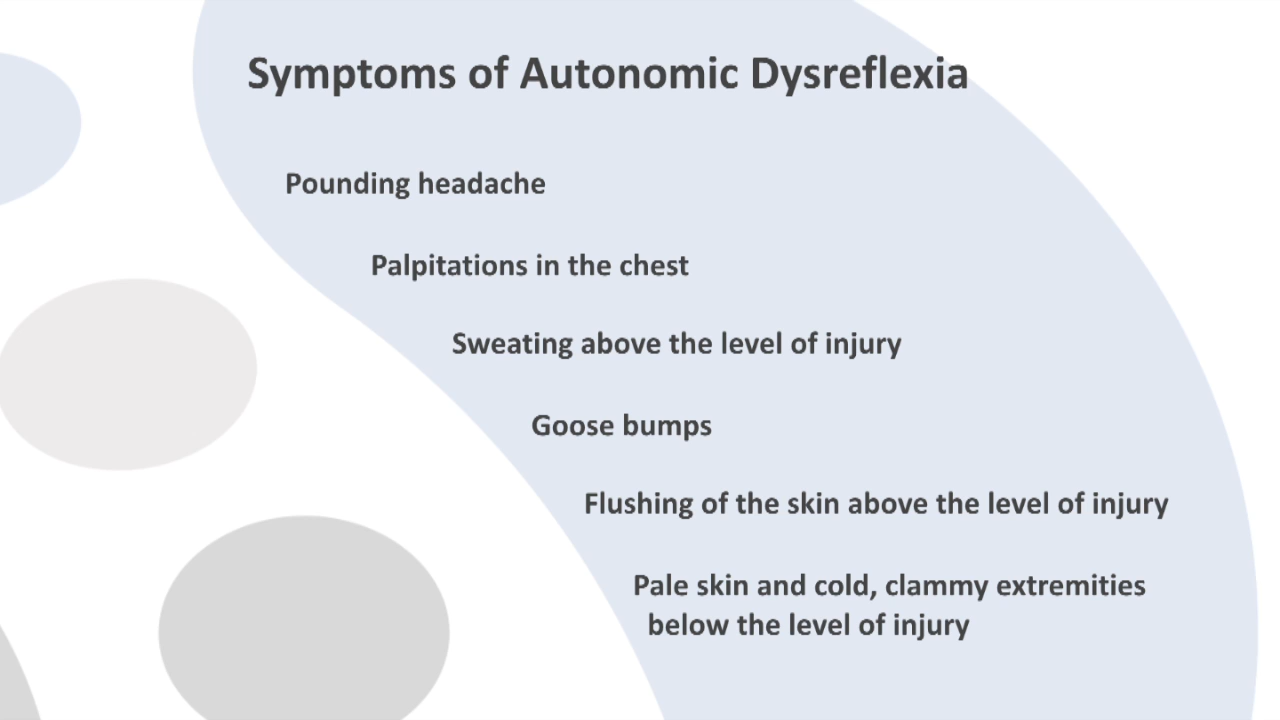 Symptoms of Autonomic Dysreflexia
Pounding headache
Palpitations in the chest
Sweating above the level of injury
Goose bumps
Flushing of the skin above the level of injury
Pale skin and cold, clammy extremities
below the level of injury